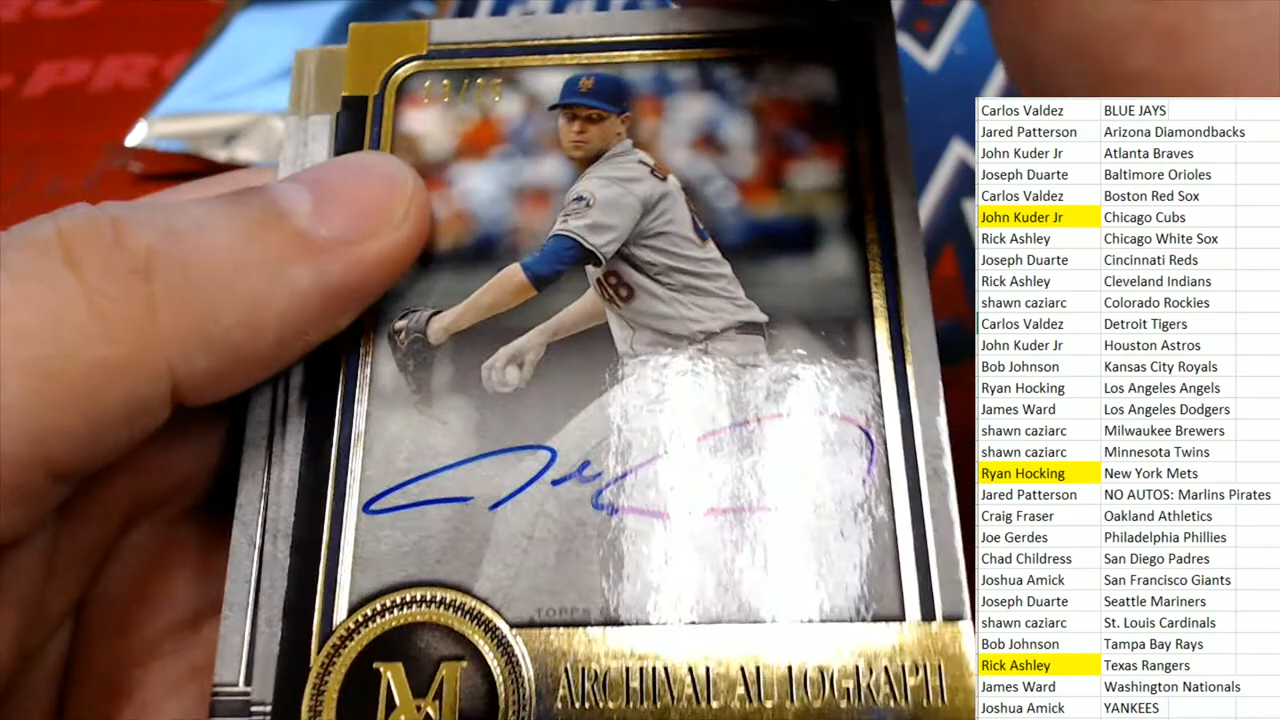 PRO
M
48
TOPPS
M
ARCHIVAL AUTOGRAPH
Carlos Valdez BLUE JAYS
Jared Patterson Arizona Diamondbacks
John Kuder Jr Atlanta Braves
Joseph Duarte Baltimore Orioles
Carlos Valdez Boston Red Sox
John Kuder Jr Chicago Cubs
Rick Ashley Chicago White Sox
Joseph Duarte Cincinnati Reds
Rick Ashley Cleveland Indians
shawn caziarc Colorado Rockies
Carlos Valdez Detroit Tigers
John Kuder Jr Houston Astros
Bob Johnson Kansas City Royals
Ryan Hocking Los Angeles Angels
James Ward Los Angeles Dodgers
shawn caziarc Milwaukee Brewers
shawn caziarc Minnesota Twins
Ryan Hocking New York Mets
Jared Patterson NO AUTOS: Marlins Pirates
Craig Fraser Oakland Athletics
Joe Gerdes Philadelphia Phillies
Chad Childress San Diego Padres
Joshua Amick San Francisco Giants
Joseph Duarte Seattle Mariners
shawn caziarc St. Louis Cardinals
Bob Johnson Tampa Bay Rays
Rick Ashley Texas Rangers
James Ward Washington Nationals
Joshua Amick YANKEES